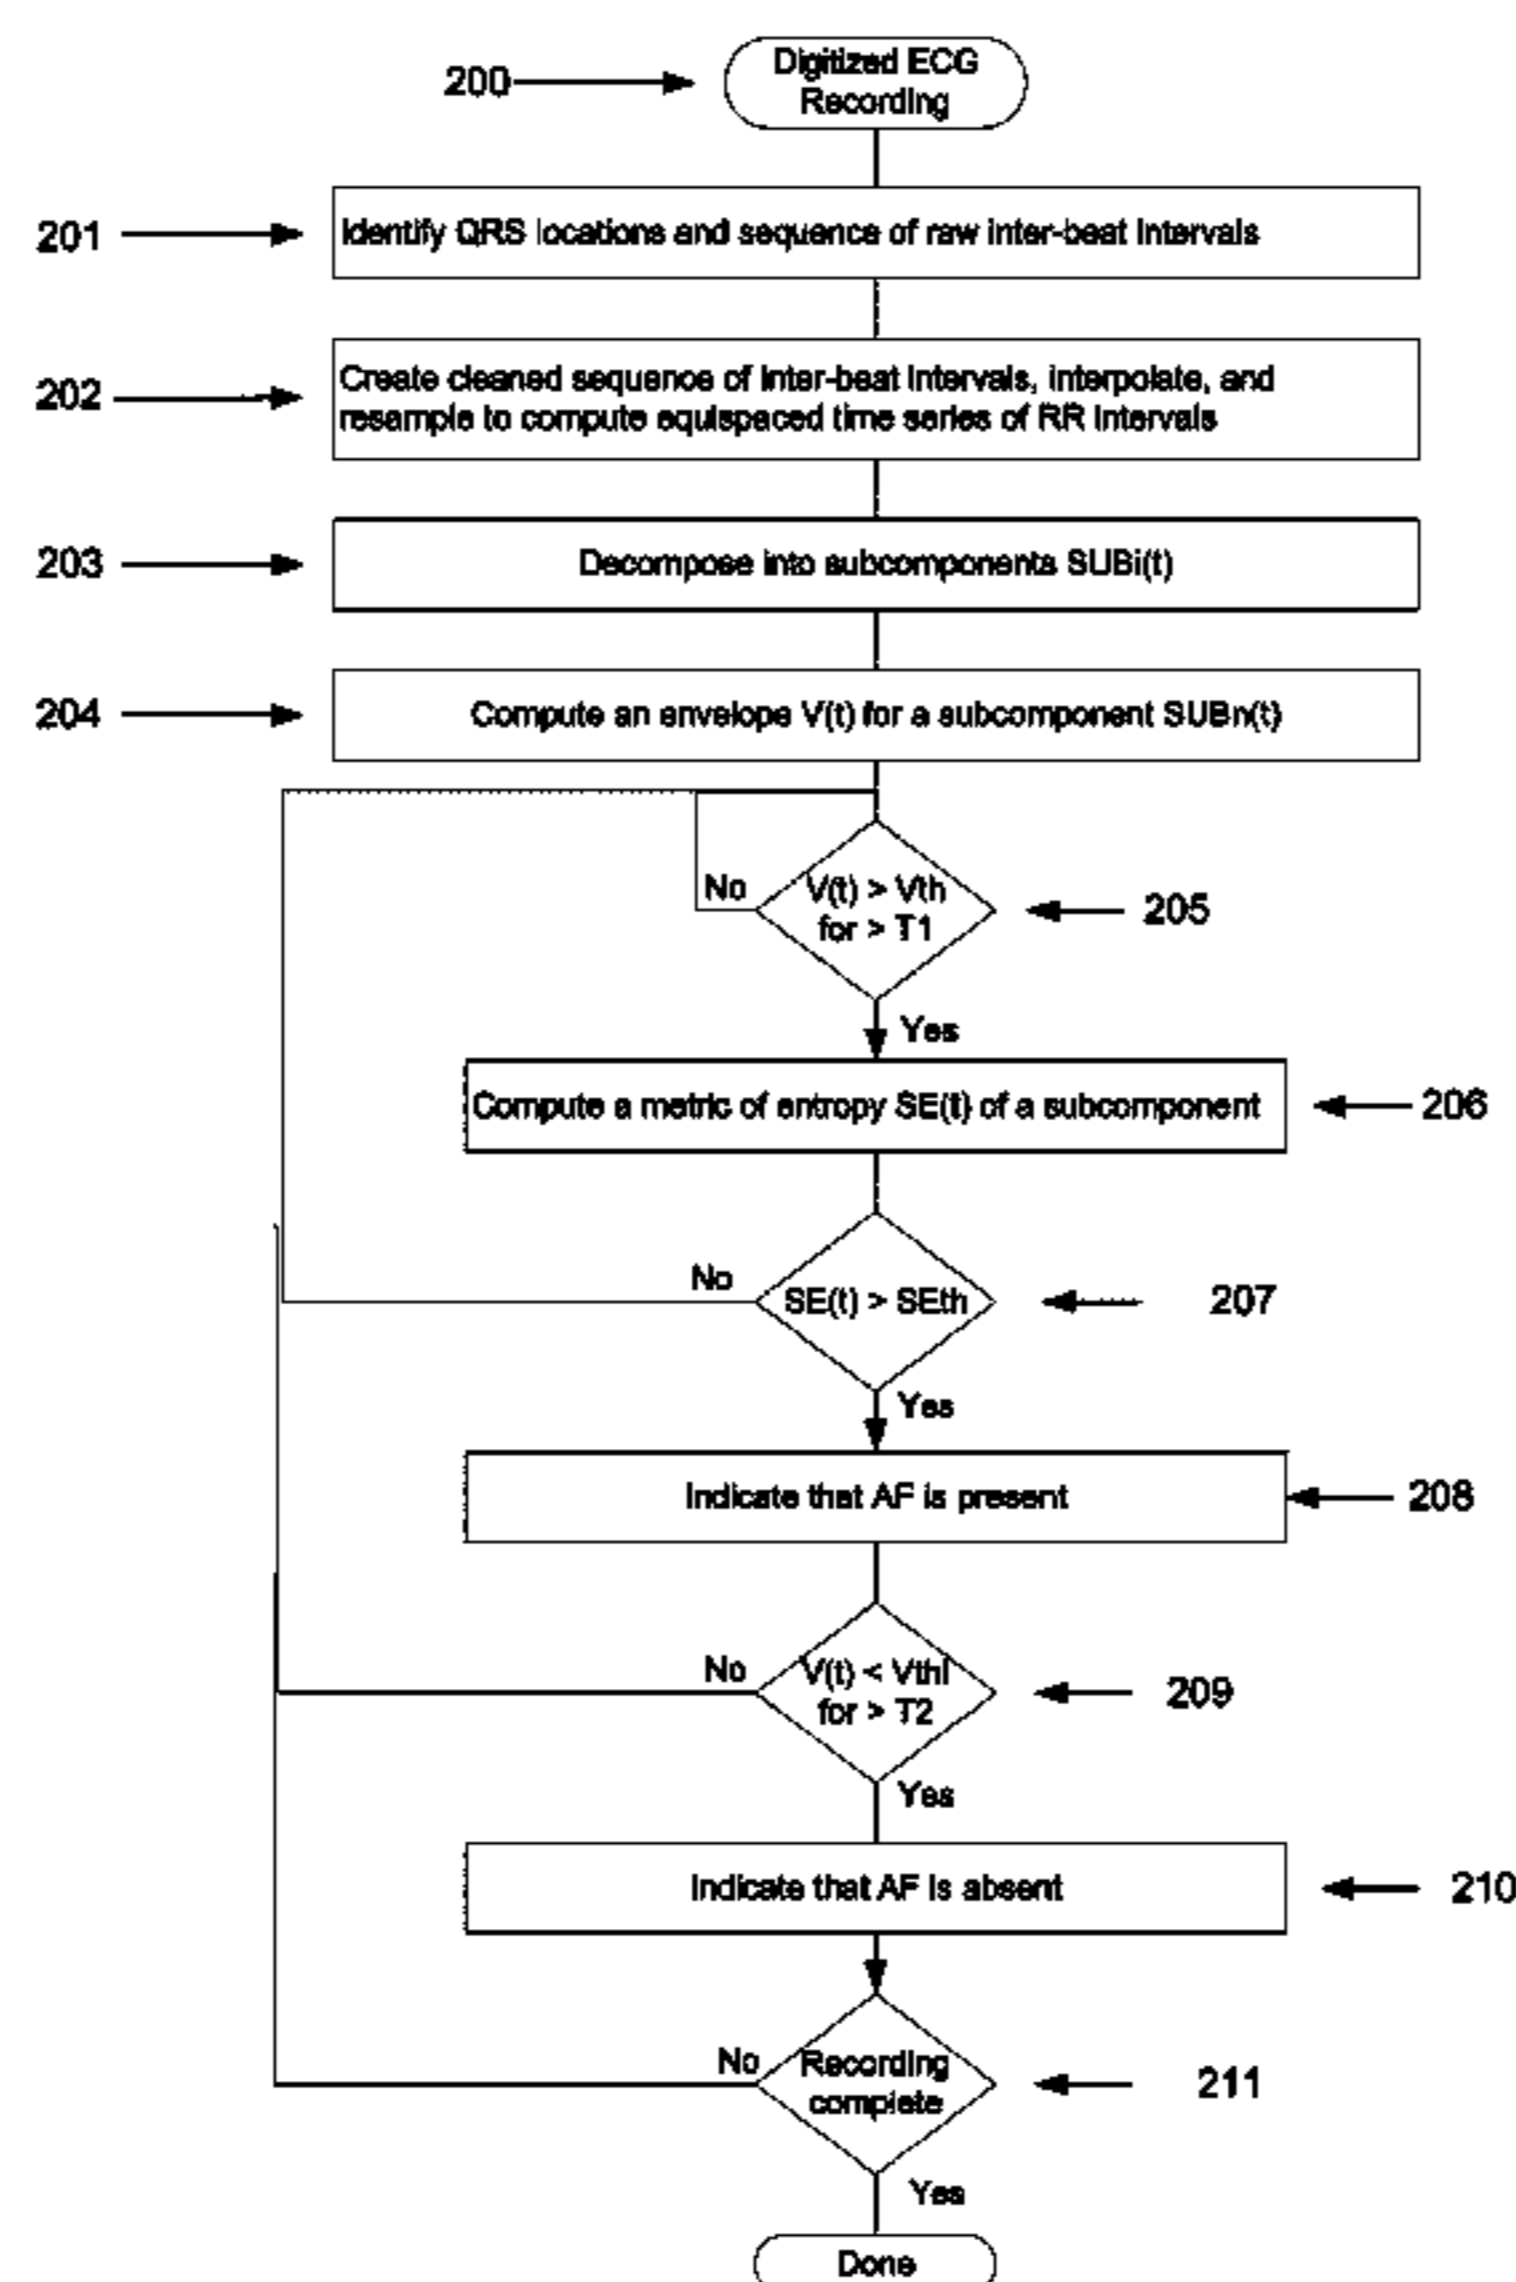 200
Digitized ECG
Recording
201
Identify QRS locations and sequence of raw inter-beat intervals
202
Create cleaned sequence of inter-beat intervals, interpolate, and
resample to compute equispaced time series of RR intervals
203
Decompose into subcomponents SUBi(t)
204
Compute an envelope V(t) for a subcomponent SUBn(t)
No
V(t) > Vth
for > T1
205
Yes
Compute a metric of entropy SE(t) of a subcomponent
206
No
SE(t) > SEth
207
Yes
Indicate that AF is present
208
No
V(t) < Vthl
for > T2
209
Yes
Indicate that AF is absent
210
No
Recording
complete
211
Yes
Done